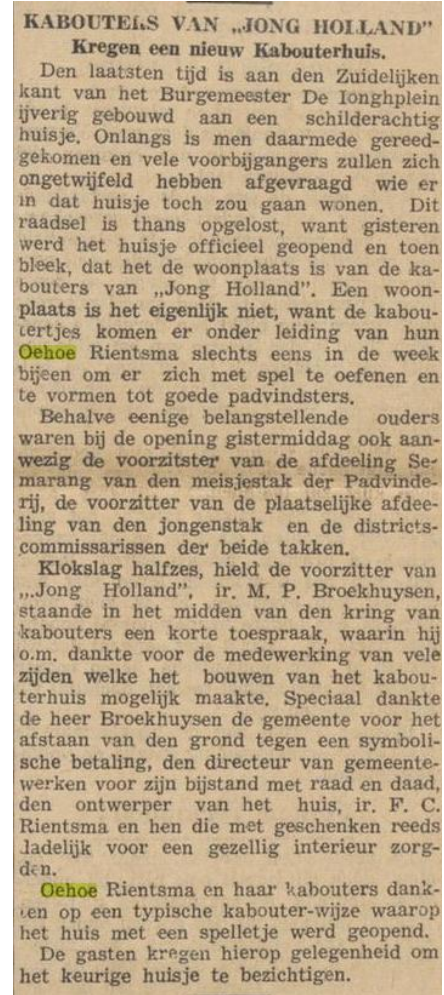 KABOUTERS VAN „JONG HOLLAND”
Kregen een nieuw Kabouterhuis.
Den laatsten tijd is aan den Zuidelijken
kant van het Burgemeester De Ionghplein
ijverig gebouwd aan een schilderachtig
huisje. Onlangs is men daarmede gereed-
gekomen en vele voorbijgangers zullen zich
ongetwijfeld hebben afgevraagd wie er
in dat huisje toch zou gaan wonen. Dit
raadsel is thans opgelost, want gisteren
werd het huisje officieel geopend en toen
bleek, dat het de woonplaats is van de ka-
bouters van „Jong Holland”. Een woon-
plaats is het eigenlijk niet, want de kabou-
tertjes komen er onder leiding van hun
Oehoe Rientsma slechts eens in de week
bijeen om er zich met spel te oefenen en
te vormen tot goede padvindsters.
Behalve eenige belangstellende ouders
waren bij de opening gistermiddag ook aan-
wezig de voorzitster van de afdeeling Se-
marang van den meisjestak der Padvinde-
rij, de voorzitter van de plaatselijke afdee-
ling van den jongenstak en de districts-
commissarissen der beide takken.
Klokslag halfzes, hield de voorzitter van
„Jong Holland”, ir. M. P. Broekhuysen,
staande in het midden van den kring van
kabouters een korte toespraak, waarin hij
o.m. dankte voor de medewerking van vele
zijden welke het bouwen van het kabou-
terhuis mogelijk maakte. Speciaal dankte
de heer Broekhuysen de gemeente voor het
afstaan van den grond tegen een symboli-
sche betaling, den directeur van gemeente-
werken voor zijn bijstand met raad en daad,
den ontwerper van het huis, ir. F. C.
Rientsma en hen die met geschenken reeds
dadelijk voor een gezellig interieur zorg-
den.
Oehoe Rientsma en haar kabouters dank-
ten op een typische kabouter-wijze waarop
het huis met een spelletje werd geopend.
De gasten kregen hierop gelegenheid om
het keurige huisje te bezichtigen.